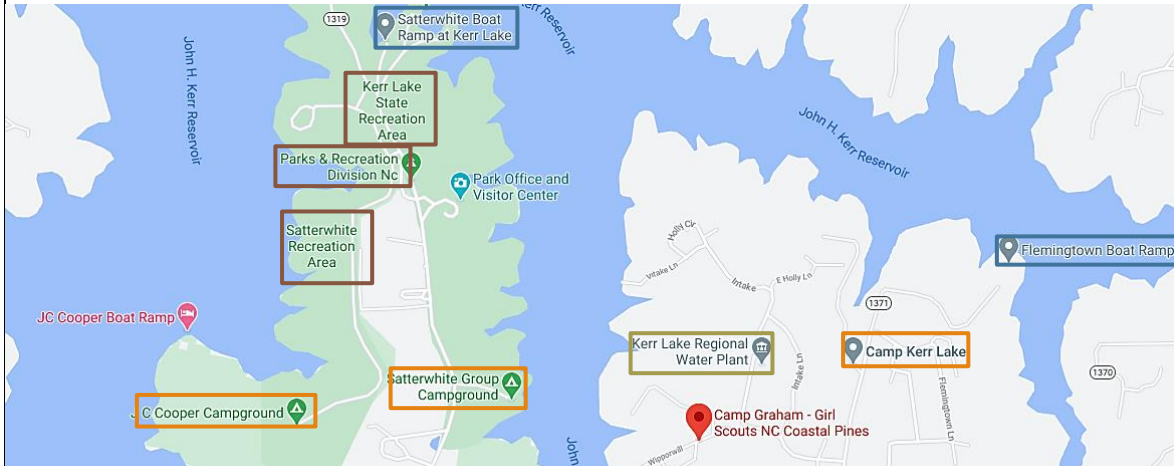 1319
Satterwhite Boat
Ramp at Kerr Lake
Reservoir
John H. Kerr Reservoir
Kerr Lake
State
Recreation
Area
John H. Kerr Reservoir
Parks & Recreation
Division Nc
Park Office and
Visitor Center
Satterwhite
Recreation
Area
Holly Cir
Vitake Ln
Intake
E Holly Ln
Flemingtown Boat Ramp
1371
JC Cooper Boat Ramp
Kerr Lake Regional
Water Plant
Intake Ln
Camp Kerr Lake
1370
Satterwhite Group
Campground
J C Cooper Campground
Flemingtown Ln
Camp Graham - Girl
Scouts NC Coastal Pines
Wipporwill
John